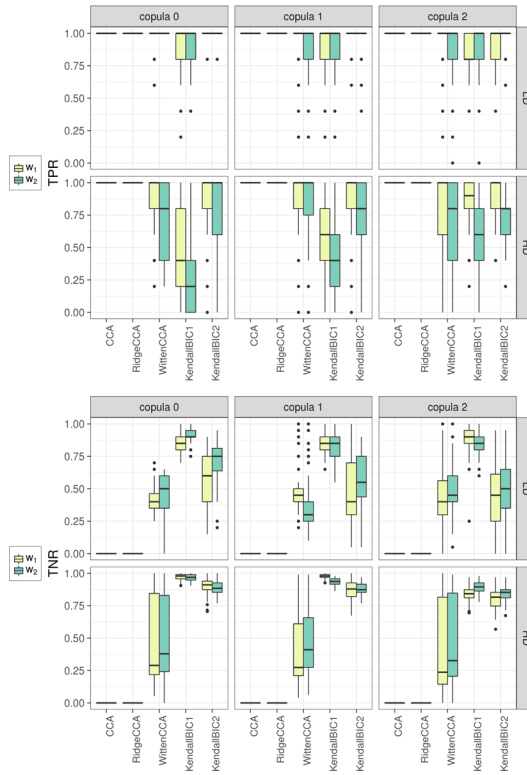 copula 0 copula 1 copula 2
1.00
0.75
0.50
0.25
0.00
LD
1.00
0.75
0.50
0.25
0.00
HD
TPR
w₁
w₂
CCA RidgeCCA WittenCCA KendallBIC1 KendallBIC2 CCA RidgeCCA WittenCCA KendallBIC1 KendallBIC2 CCA RidgeCCA WittenCCA KendallBIC1 KendallBIC2
copula 0 copula 1 copula 2
1.00
0.75
0.50
0.25
0.00
LD
1.00
0.75
0.50
0.25
0.00
HD
TNR
w₁
w₂
CCA RidgeCCA WittenCCA KendallBIC1 KendallBIC2 CCA RidgeCCA WittenCCA KendallBIC1 KendallBIC2 CCA RidgeCCA WittenCCA KendallBIC1 KendallBIC2